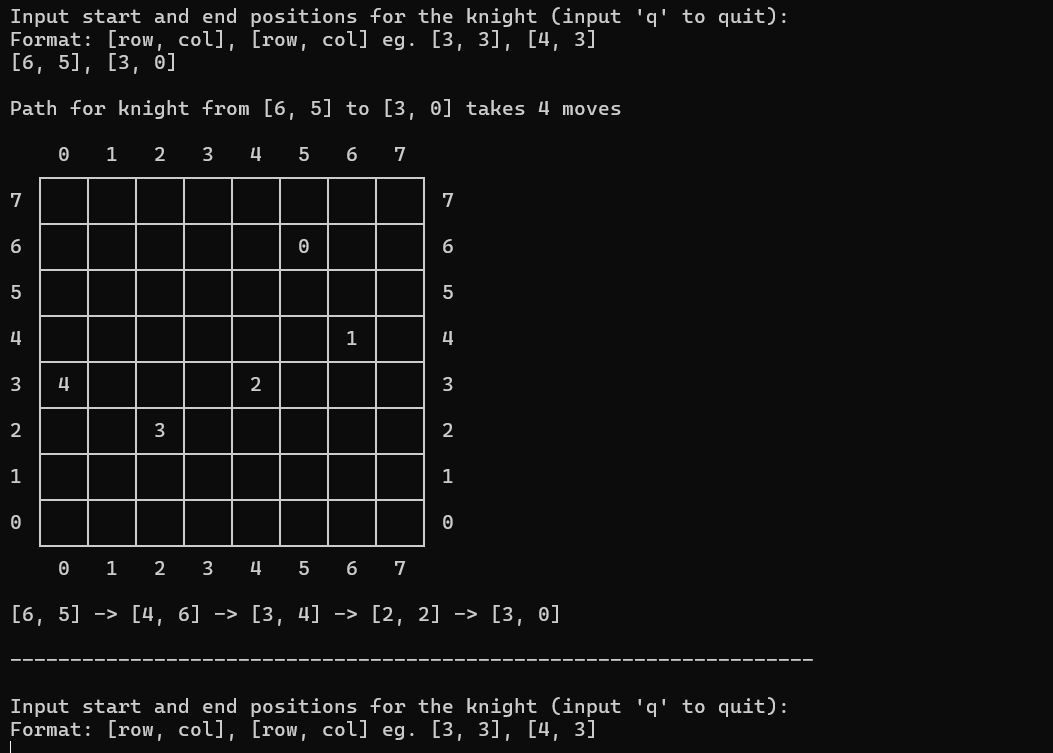 Input start and end positions for the knight (input 'q' to quit):
Format: [row, col], [row, col] eg. [3, 3], [4, 3]
[6, 5], [3, 0]
Path for knight from [6, 5] to [3, 0] takes 4 moves
0 1 2 3 4 5 6 7
7 7
6 0 6
5 5
4 1 4
3 4 2 3
2 3 2
1 1
0 0
0 1 2 3 4 5 6 7
[6, 5] -> [4, 6] -> [3, 4] -> [2, 2] -> [3, 0]
-------------------------------------------------------------------
Input start and end positions for the knight (input 'q' to quit):
Format: [row, col], [row, col] eg. [3, 3], [4, 3]